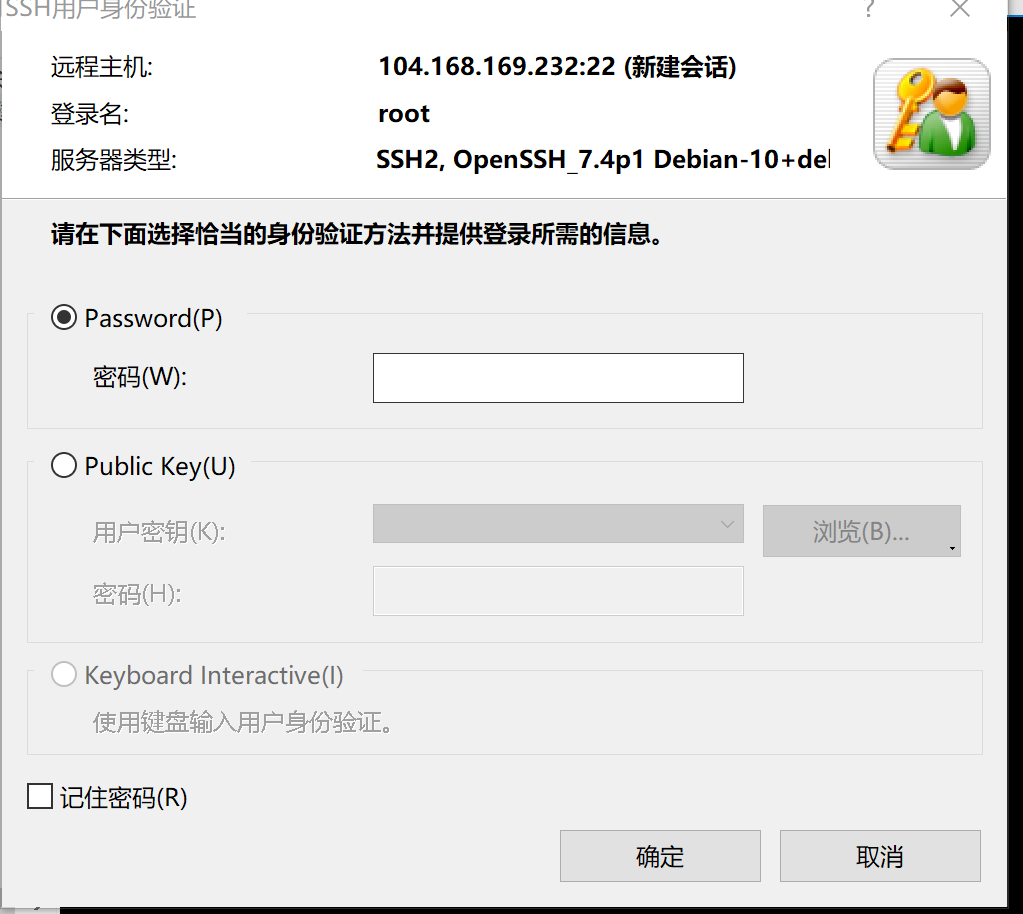 SSH用户身份验证
远程主机: 104.168.169.232:22 (新建会话)
登录名: root
服务器类型: SSH2, OpenSSH_7.4p1 Debian-10+del
请在下面选择恰当的身份验证方法并提供登录所需的信息。
Password(P)
密码(W):
Public Key(U)
用户密钥(K):
浏览(B)...
密码(H):
Keyboard Interactive(I)
使用键盘输入用户身份验证。
记住密码(R)
确定 取消